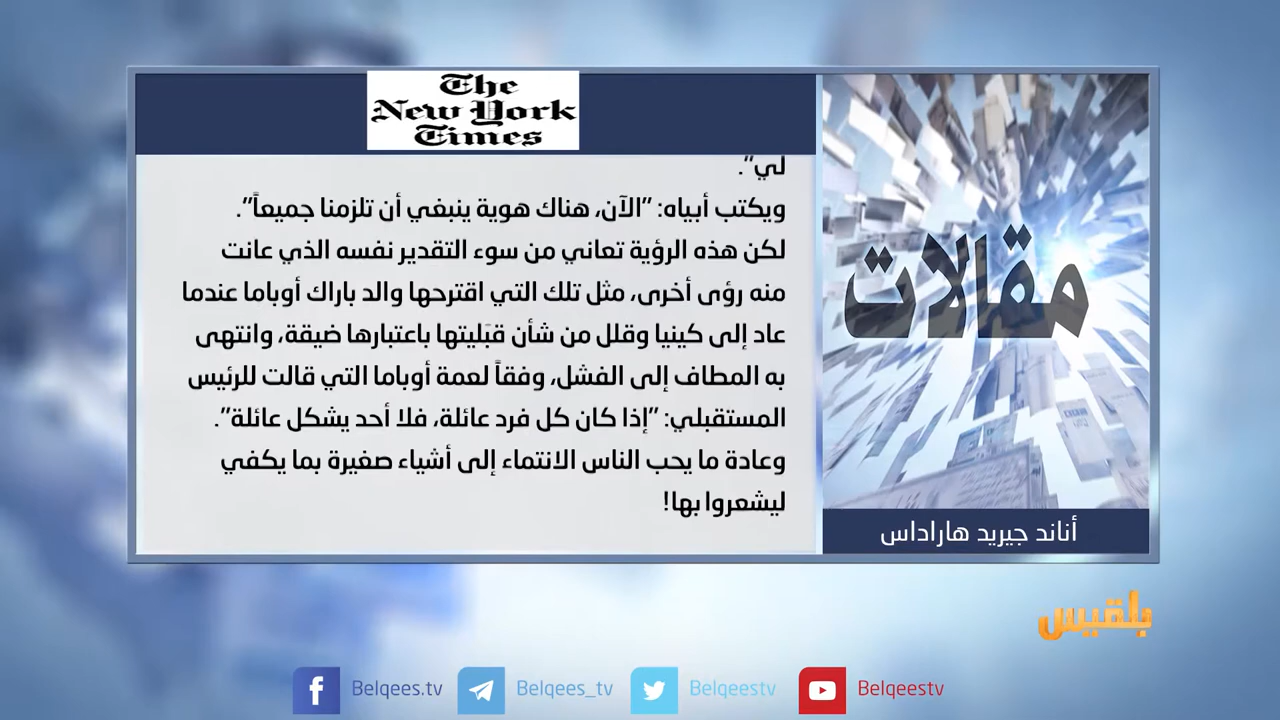 The
New York
Times
لي".
ويكتب أبياه: "الآن، هناك هوية ينبغي أن تلزمنا جميعاً".
لكن هذه الرؤية تعاني من سوء التقدير نفسه الذي عانت
منه رؤى أخرى، مثل تلك التي اقترحها والد باراك أوباما عندما
عاد إلى كينيا وقلل من شأن قبَليتها باعتبارها ضيقة، وانتهى
به المطاف إلى الفشل، وفقاً لعمة أوباما التي قالت للرئيس
المستقبلي: "إذا كان كل فرد عائلة، فلا أحد يشكل عائلة".
وعادة ما يحب الناس الانتماء إلى أشياء صغيرة بما يكفي
ليشعروا بها!
مقالات
أناند جيريد هاراداس
بلقيس
Belqees.tv
Belqees_tv
Belqeestv
Belqeestv